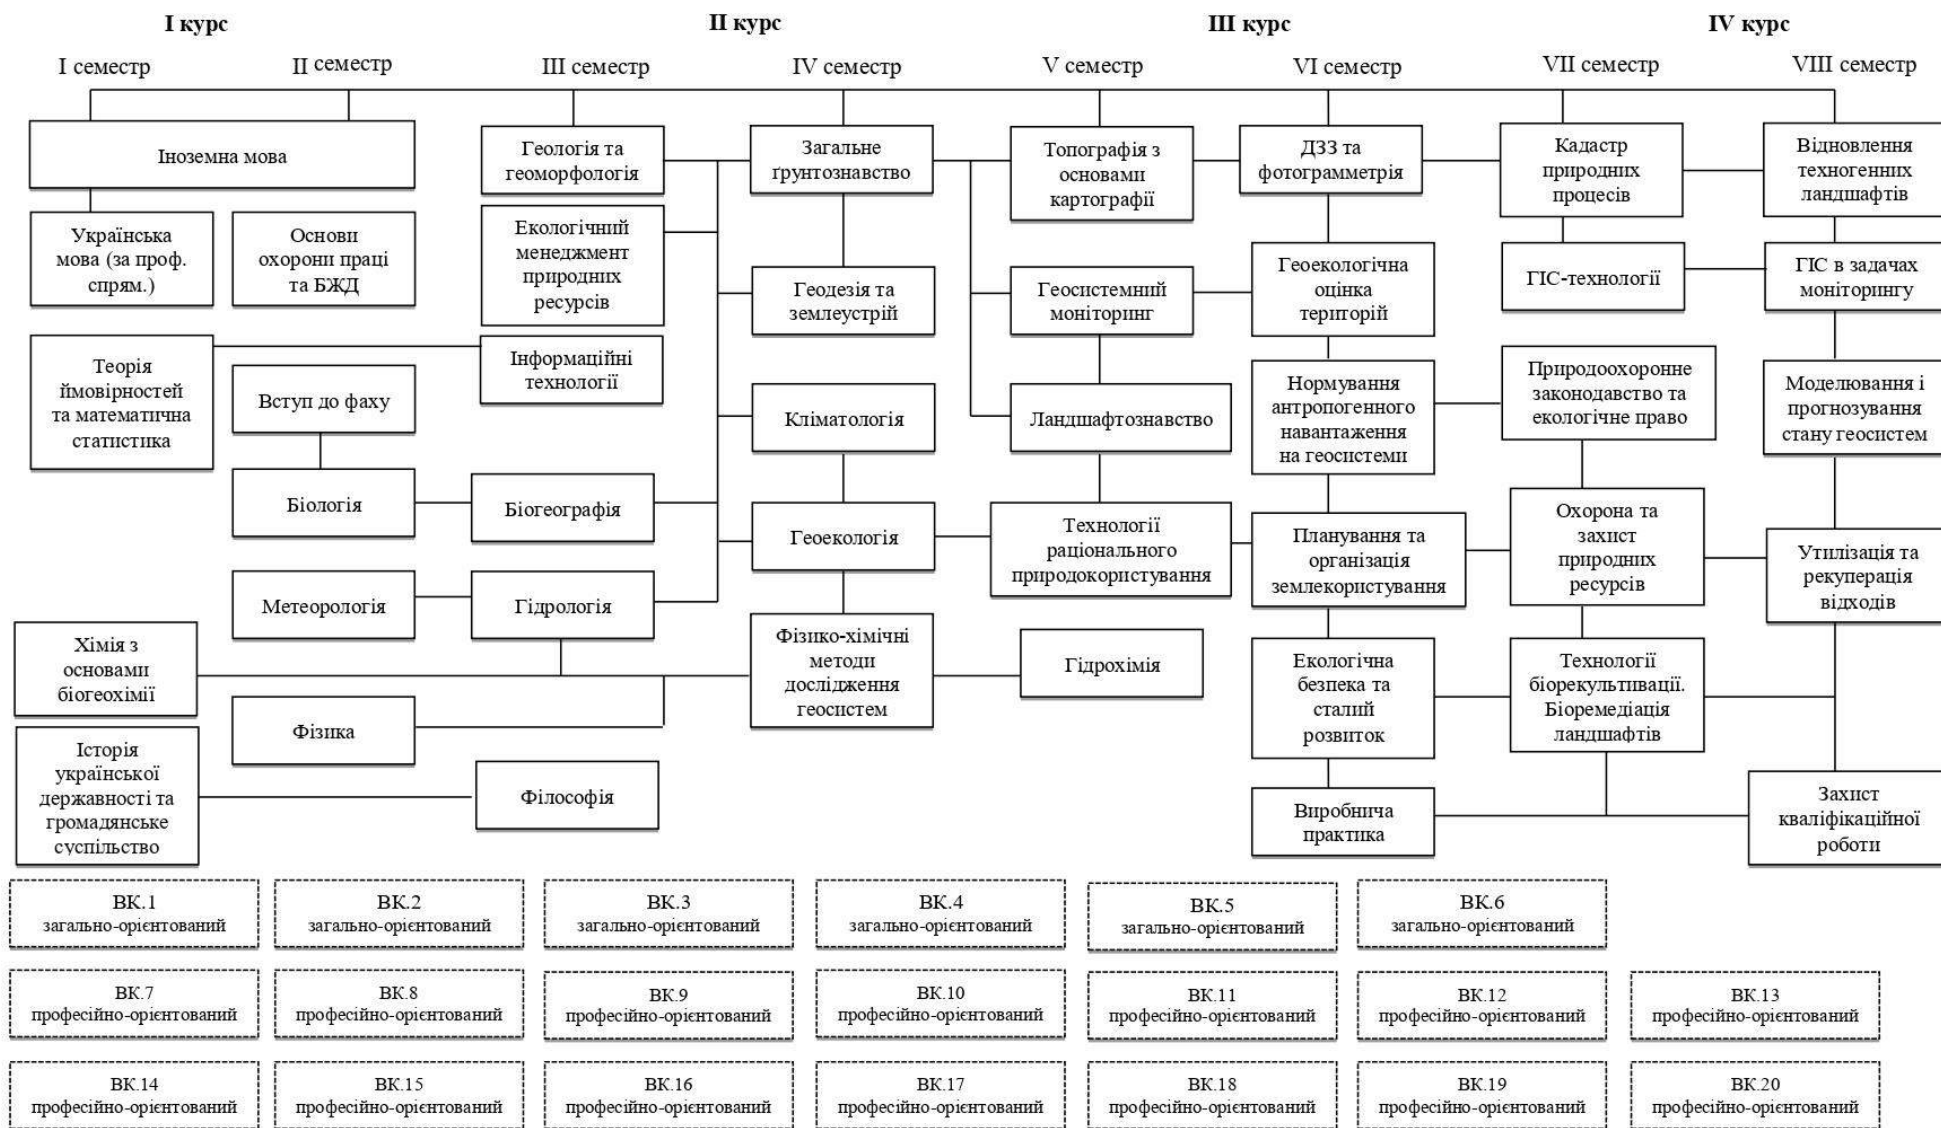 І курс
ІІ курс
ІІІ курс
IV курс
І семестр
ІІ семестр
ІІІ семестр
IV семестр
V семестр
VI семестр
VII семестр
VIII семестр
Іноземна мова
Геологія та
геоморфологія
Загальне
ґрунтознавство
Топографія з
основами
картографії
ДЗЗ та
фотограмметрія
Кадастр
природних
процесів
Відновлення
техногенних
ландшафтів
Українська
мова (за проф.
спрям.)
Основи
охорони праці
та БЖД
Екологічний
менеджмент
природних
ресурсів
Геодезія та
землеустрій
Геосистемний
моніторинг
Геоекологічна
оцінка
територій
ГІС-технології
ГІС в задачах
моніторингу
Теорія
ймовірностей
та математична
статистика
Вступ до фаху
Інформаційні
технології
Кліматологія
Ландшафтознавство
Нормування
антропогенного
навантаження
на геосистеми
Природоохоронне
законодавство та
екологічне право
Моделювання і
прогнозування
стану геосистем
Біологія
Біогеографія
Геоекологія
Технології
раціонального
природокористування
Планування та
організація
землекористування
Охорона та
захист
природних
ресурсів
Утилізація та
рекуперація
відходів
Метеорологія
Гідрологія
Хімія з
основами
біогеохімії
Фізико-хімічні
методи
дослідження
геосистем
Гідрохімія
Екологічна
безпека та
сталий
розвиток
Технології
біорекультивації.
Біоремедіація
ландшафтів
Фізика
Історія
української
державності та
громадянське
суспільство
Філософія
Виробнича
практика
Захист
кваліфікаційної
роботи
ВК.1
загально-орієнтований
ВК.2
загально-орієнтований
ВК.3
загально-орієнтований
ВК.4
загально-орієнтований
ВК.5
загально-орієнтований
ВК.6
загально-орієнтований
ВК.7
професійно-орієнтований
ВК.8
професійно-орієнтований
ВК.9
професійно-орієнтований
ВК.10
професійно-орієнтований
ВК.11
професійно-орієнтований
ВК.12
професійно-орієнтований
ВК.13
професійно-орієнтований
ВК.14
професійно-орієнтований
ВК.15
професійно-орієнтований
ВК.16
професійно-орієнтований
ВК.17
професійно-орієнтований
ВК.18
професійно-орієнтований
ВК.19
професійно-орієнтований
ВК.20
професійно-орієнтований